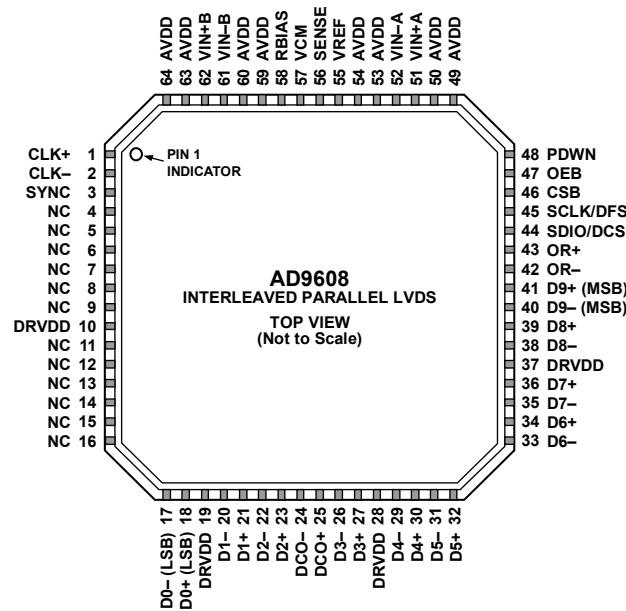 64 AVDD
63 AVDD
62 VIN+B
61 VIN–B
60 AVDD
59 AVDD
58 RBIAS
57 VCM
56 SENSE
55 VREF
54 AVDD
53 AVDD
52 VIN–A
51 VIN+A
50 AVDD
49 AVDD
CLK+ 1
CLK– 2
SYNC 3
NC 4
NC 5
NC 6
NC 7
NC 8
NC 9
DRVDD 10
NC 11
NC 12
NC 13
NC 14
NC 15
NC 16
PIN 1
INDICATOR
AD9608
INTERLEAVED PARALLEL LVDS
TOP VIEW
(Not to Scale)
48 PDWN
47 OEB
46 CSB
45 SCLK/DFS
44 SDIO/DCS
43 OR+
42 OR–
41 D9+ (MSB)
40 D9– (MSB)
39 D8+
38 D8–
37 DRVDD
36 D7+
35 D7–
34 D6+
33 D6–
D0– (LSB) 17
D0+ (LSB) 18
DRVDD 19
D1– 20
D1+ 21
D2– 22
D2+ 23
DCO– 24
DCO+ 25
D3– 26
D3+ 27
DRVDD 28
D4– 29
D4+ 30
D5– 31
D5+ 32